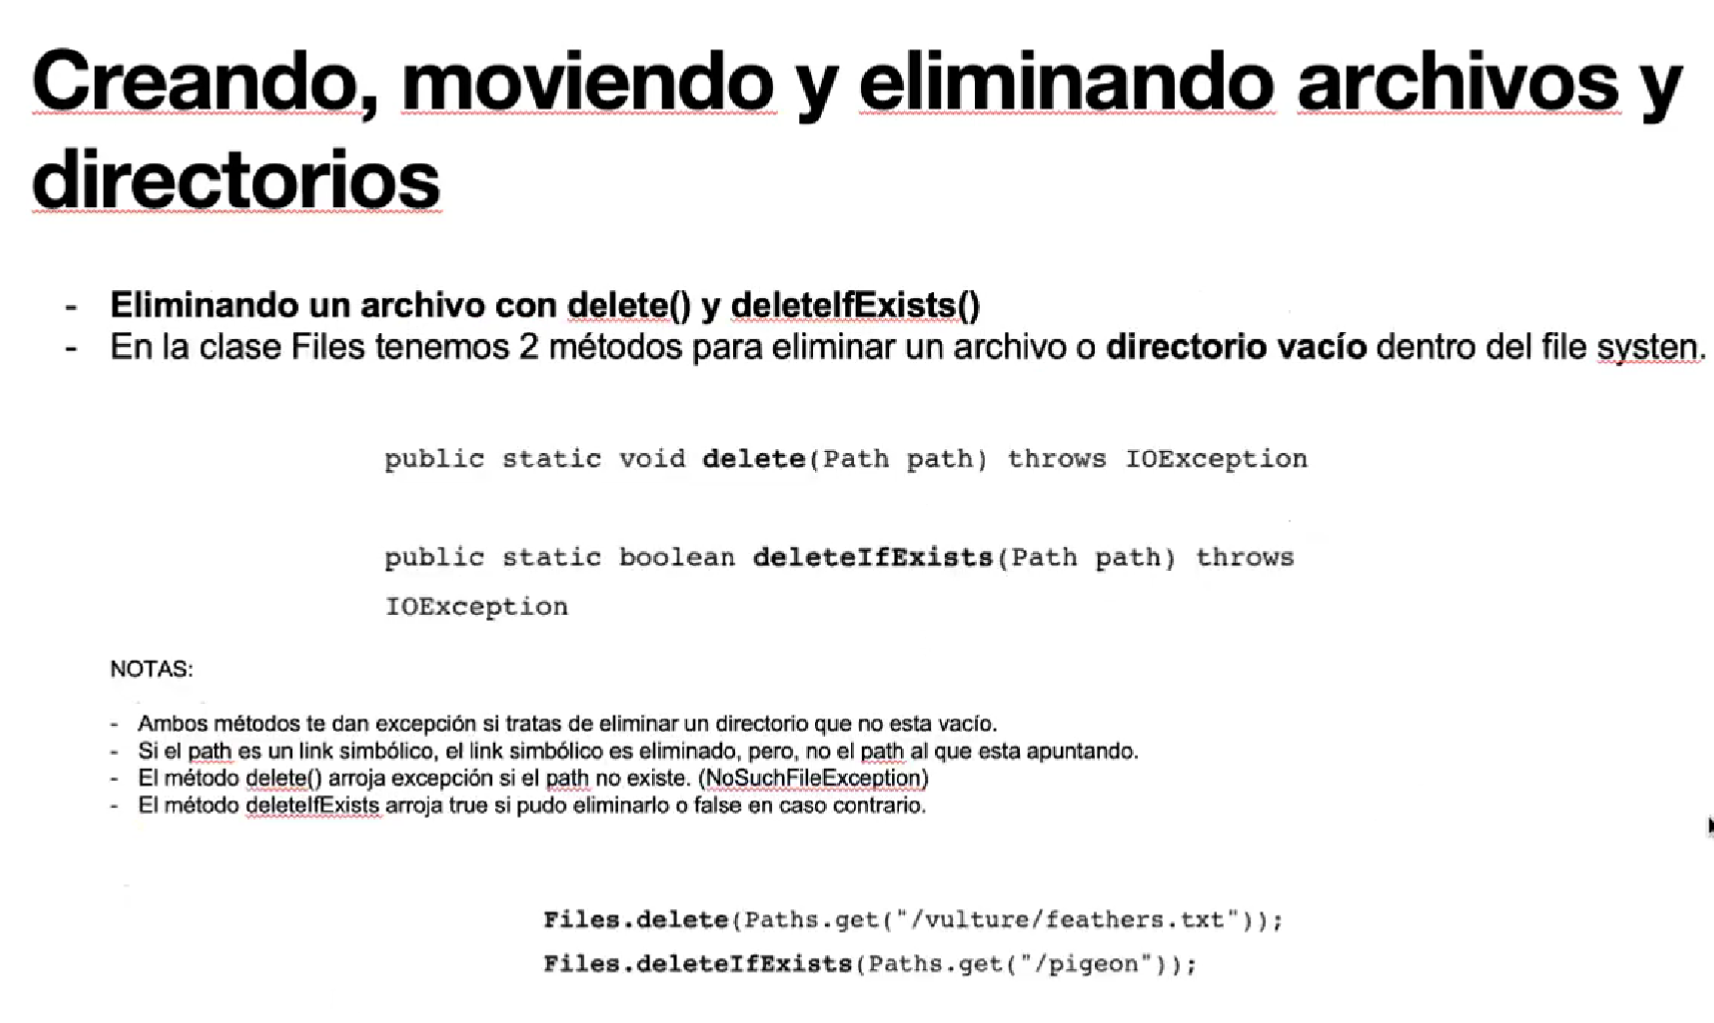 Creando, moviendo y eliminando archivos y
directorios
- Eliminando un archivo con delete() y deleteIfExists()
- En la clase Files tenemos 2 métodos para eliminar un archivo o directorio vacío dentro del file systen.
public static void delete(Path path) throws IOException
public static boolean deleteIfExists(Path path) throws
IOException
NOTAS:
- Ambos métodos te dan excepción si tratas de eliminar un directorio que no esta vacío.
- Si el path es un link simbólico, el link simbólico es eliminado, pero, no el path al que esta apuntando.
- El método delete() arroja excepción si el path no existe. (NoSuchFileException)
- El método deleteIfExists arroja true si pudo eliminarlo o false en caso contrario.
Files.delete(Paths.get("/vulture/feathers.txt"));
Files.deleteIfExists(Paths.get("/pigeon"));